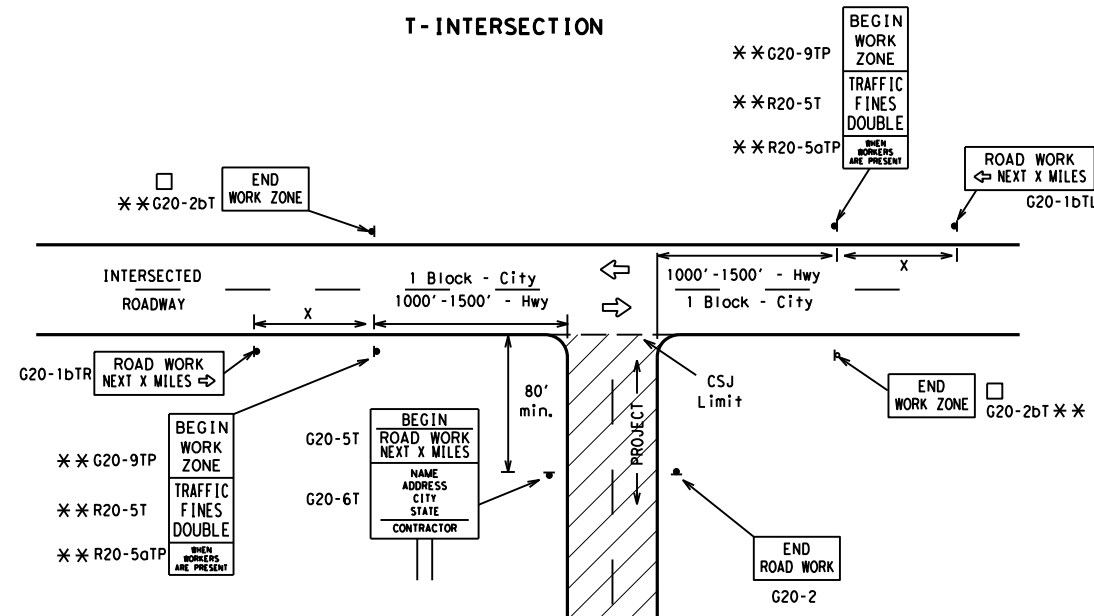 T-INTERSECTION
BEGIN
WORK
ZONE
TRAFFIC
FINES
DOUBLE
WHEN
WORKERS
ARE PRESENT
**G20-9TP
**R20-5T
**R20-5aTP
ROAD WORK
⇦ NEXT X MILES
G20-1bTL
END
WORK ZONE
□
**G20-2bT
INTERSECTED
ROADWAY
1 Block - City
1000'-1500' - Hwy
X
1000'-1500' - Hwy
1 Block - City
X
G20-1bTR
ROAD WORK
NEXT X MILES ⇨
80'
min.
CSJ
Limit
PROJECT
END
WORK ZONE
□
G20-2bT**
BEGIN
WORK
ZONE
TRAFFIC
FINES
DOUBLE
WHEN
WORKERS
ARE PRESENT
**G20-9TP
**R20-5T
**R20-5aTP
G20-5T
BEGIN
ROAD WORK
NEXT X MILES
G20-6T
NAME
ADDRESS
CITY
STATE
CONTRACTOR
END
ROAD WORK
G20-2